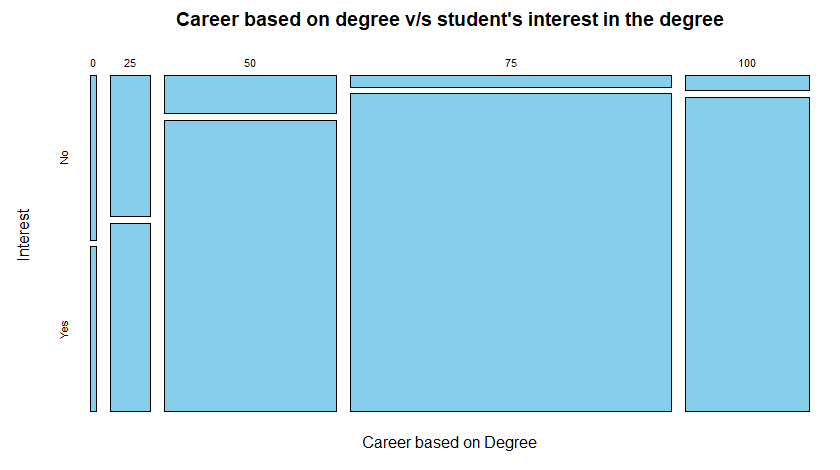 Career based on degree v/s student's interest in the degree
0 25 50 75 100
No
Interest
Yes
Career based on Degree